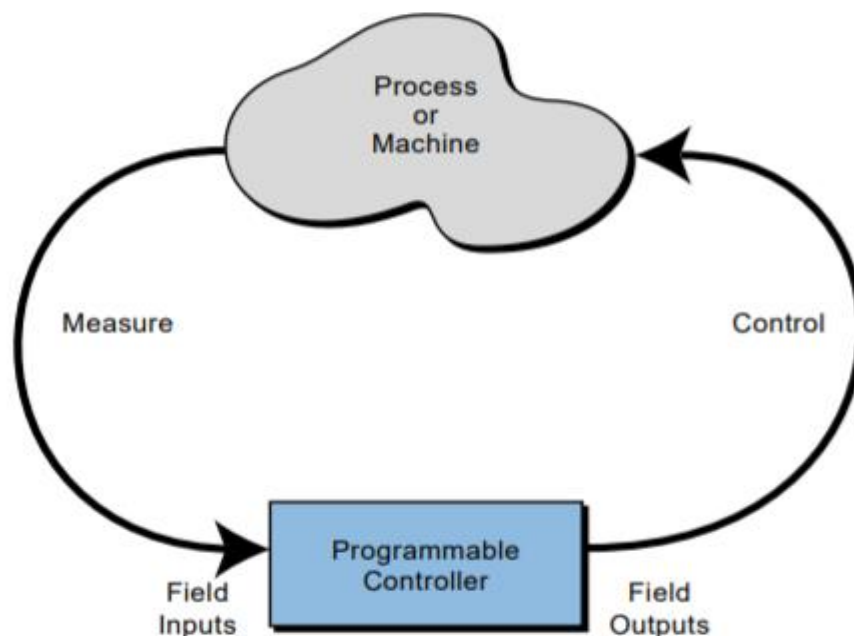 Process
or
Machine
Measure
Control
Programmable
Controller
Field
Inputs
Field
Outputs